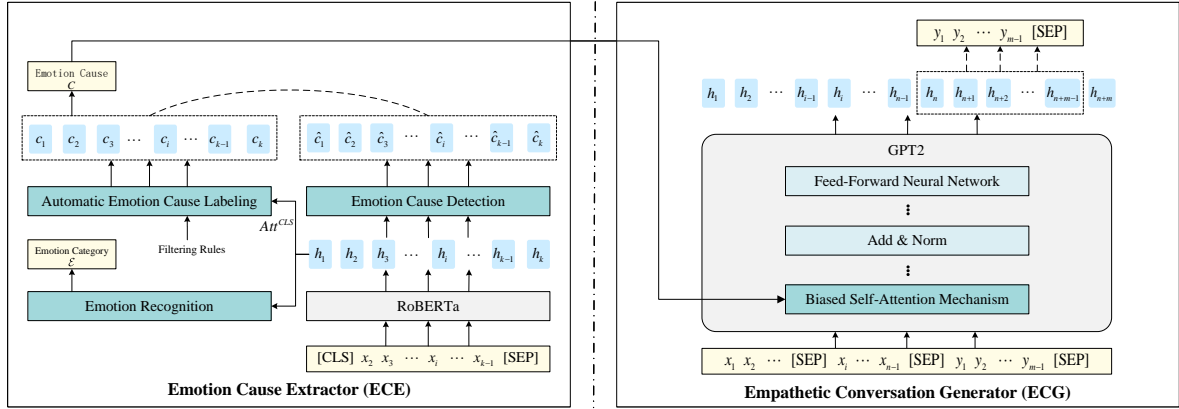 Emotion Cause
C
c₁ c₂ c₃ ⋯ cᵢ ⋯ cₖ₋₁ cₖ
ĉ₁ ĉ₂ ĉ₃ ⋯ ĉᵢ ⋯ ĉₖ₋₁ ĉₖ
Automatic Emotion Cause Labeling
Emotion Cause Detection
Att^CLS
Filtering Rules
Emotion Category
ℰ
h₁ h₂ h₃ ⋯ hᵢ ⋯ hₖ₋₁ hₖ
Emotion Recognition
RoBERTa
[CLS] x₂ x₃ ⋯ xᵢ ⋯ xₖ₋₁ [SEP]
Emotion Cause Extractor (ECE)
y₁ y₂ ⋯ yₘ₋₁ [SEP]
h₁ h₂ ⋯ hᵢ₋₁ hᵢ ⋯ hₙ₋₁ hₙ hₙ₊₁ hₙ₊₂ ⋯ hₙ₊ₘ₋₁ hₙ₊ₘ
GPT2
Feed-Forward Neural Network
Add & Norm
Biased Self-Attention Mechanism
x₁ x₂ ⋯ [SEP] xᵢ ⋯ xₙ₋₁ [SEP] y₁ y₂ ⋯ yₘ₋₁ [SEP]
Empathetic Conversation Generator (ECG)